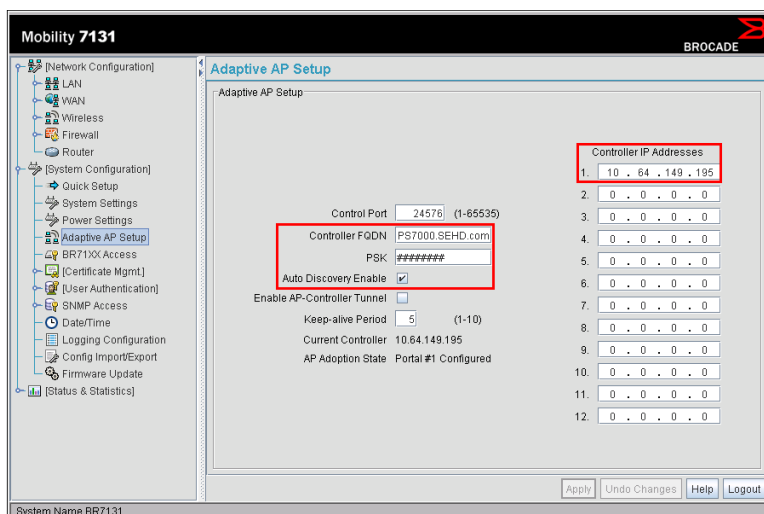 Mobility 7131
BROCADE
[Network Configuration]
LAN
WAN
Wireless
Firewall
Router
[System Configuration]
Quick Setup
System Settings
Power Settings
Adaptive AP Setup
BR71XX Access
[Certificate Mgmt.]
[User Authentication]
SNMP Access
Date/Time
Logging Configuration
Config Import/Export
Firmware Update
[Status & Statistics]
Adaptive AP Setup
Adaptive AP Setup
Control Port 24576 (1-65535)
Controller FQDN PS7000.SEHD.com
PSK ########
Auto Discovery Enable
Enable AP-Controller Tunnel
Keep-alive Period 5 (1-10)
Current Controller 10.64.149.195
AP Adoption State Portal #1 Configured
Controller IP Addresses
1. 10 . 64 . 149 . 195
2. 0 . 0 . 0 . 0
3. 0 . 0 . 0 . 0
4. 0 . 0 . 0 . 0
5. 0 . 0 . 0 . 0
6. 0 . 0 . 0 . 0
7. 0 . 0 . 0 . 0
8. 0 . 0 . 0 . 0
9. 0 . 0 . 0 . 0
10. 0 . 0 . 0 . 0
11. 0 . 0 . 0 . 0
12. 0 . 0 . 0 . 0
Apply Undo Changes Help Logout
System Name BR7131